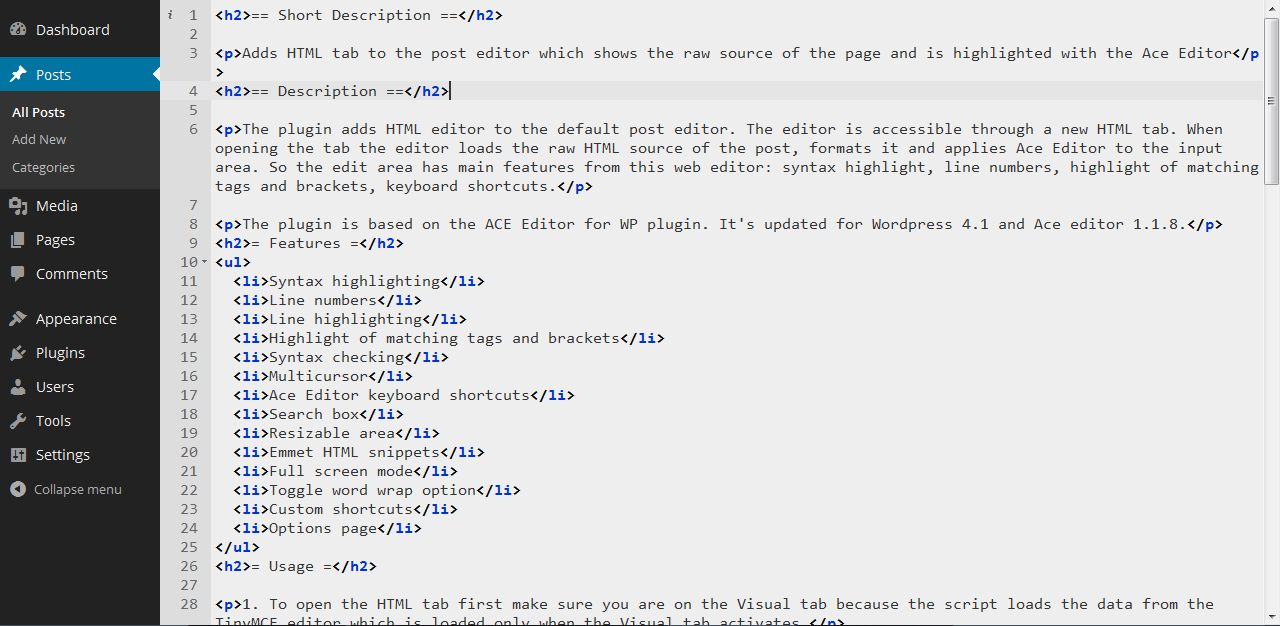 Dashboard
Posts
All Posts
Add New
Categories
Media
Pages
Comments
Appearance
Plugins
Users
Tools
Settings
Collapse menu
i 1 <h2>== Short Description ==</h2>
2
3 <p>Adds HTML tab to the post editor which shows the raw source of the page and is highlighted with the Ace Editor</p
>
4 <h2>== Description ==</h2>
5
6 <p>The plugin adds HTML editor to the default post editor. The editor is accessible through a new HTML tab. When
opening the tab the editor loads the raw HTML source of the post, formats it and applies Ace Editor to the input
area. So the edit area has main features from this web editor: syntax highlight, line numbers, highlight of matching
tags and brackets, keyboard shortcuts.</p>
7
8 <p>The plugin is based on the ACE Editor for WP plugin. It's updated for Wordpress 4.1 and Ace editor 1.1.8.</p>
9 <h2>= Features =</h2>
10 <ul>
11 <li>Syntax highlighting</li>
12 <li>Line numbers</li>
13 <li>Line highlighting</li>
14 <li>Highlight of matching tags and brackets</li>
15 <li>Syntax checking</li>
16 <li>Multicursor</li>
17 <li>Ace Editor keyboard shortcuts</li>
18 <li>Search box</li>
19 <li>Resizable area</li>
20 <li>Emmet HTML snippets</li>
21 <li>Full screen mode</li>
22 <li>Toggle word wrap option</li>
23 <li>Custom shortcuts</li>
24 <li>Options page</li>
25 </ul>
26 <h2>= Usage =</h2>
27
28 <p>1. To open the HTML tab first make sure you are on the Visual tab because the script loads the data from the
TinyMCE editor which is loaded only when the Visual tab activates.</p>